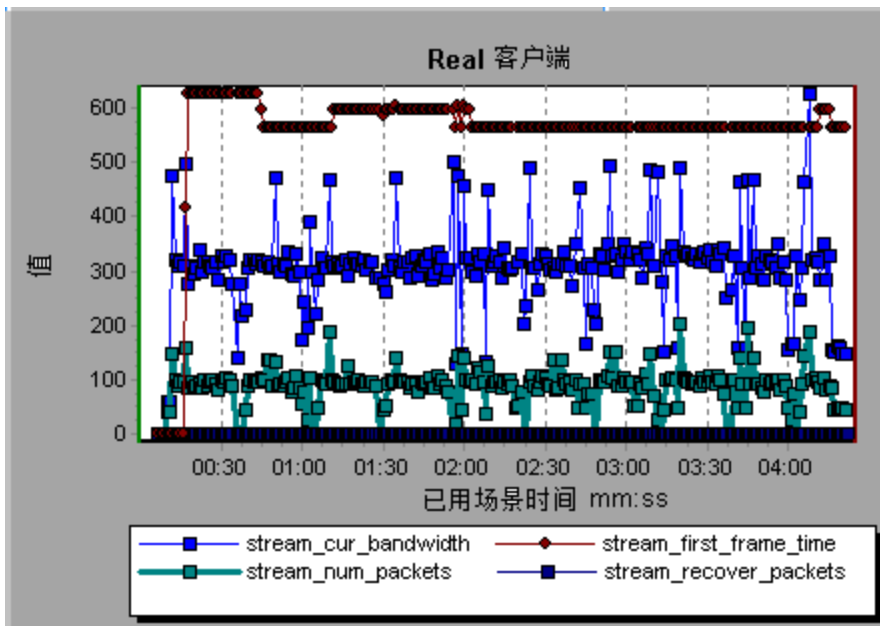 Real 客户端
600
500
400
300
200
100
0
值
00:30 01:00 01:30 02:00 02:30 03:00 03:30 04:00
已用场景时间 mm:ss
stream_cur_bandwidth stream_first_frame_time
stream_num_packets stream_recover_packets